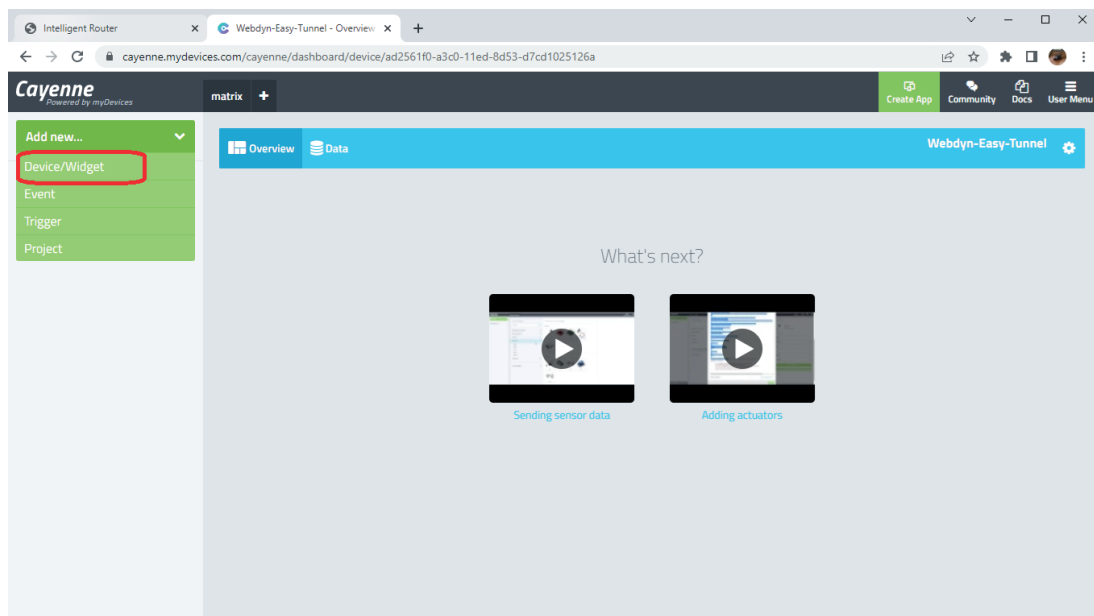 Intelligent Router
Webdyn-Easy-Tunnel - Overview
cayenne.mydevices.com/cayenne/dashboard/device/ad2561f0-a3c0-11ed-8d53-d7cd1025126a
Cayenne
Powered by myDevices
matrix +
Create App
Community
Docs
User Menu
Add new...
Device/Widget
Event
Trigger
Project
Overview
Data
Webdyn-Easy-Tunnel
What's next?
Sending sensor data
Adding actuators